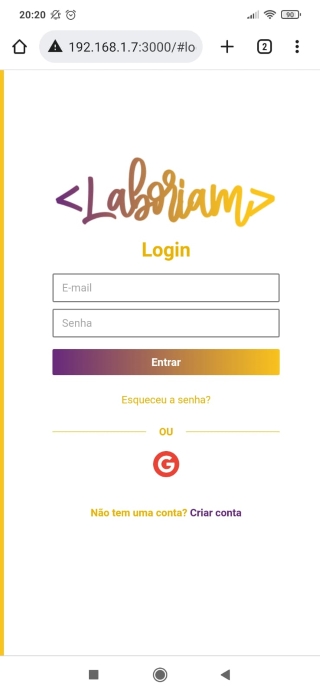 20:20
90
192.168.1.7:3000/#lo
2
<Laboriam>
Login
E-mail
Senha
Entrar
Esqueceu a senha?
OU
G
Não tem uma conta? Criar conta